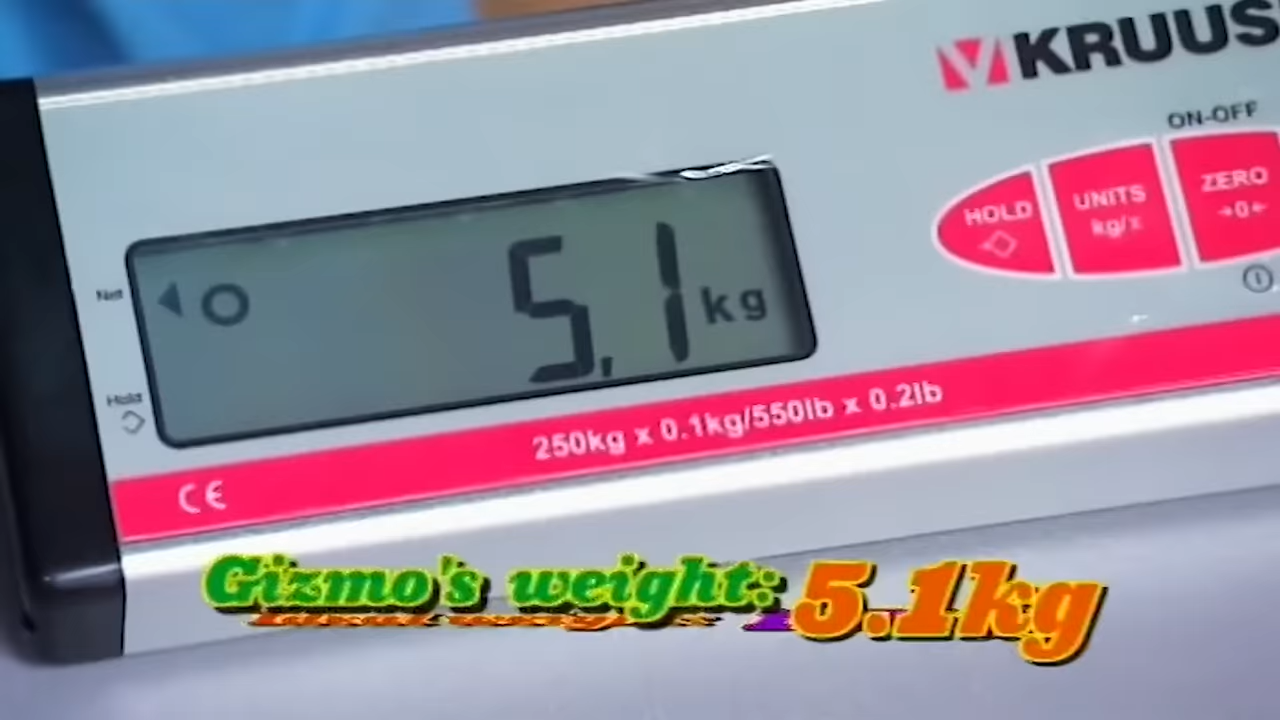 KRUUS
ON-OFF
HOLD
UNITS
kg/
ZERO
→0←
Net
Hold
5.1 kg
250kg x 0.1kg/550lb x 0.2lb
CE
Gizmo's weight: 5.1kg